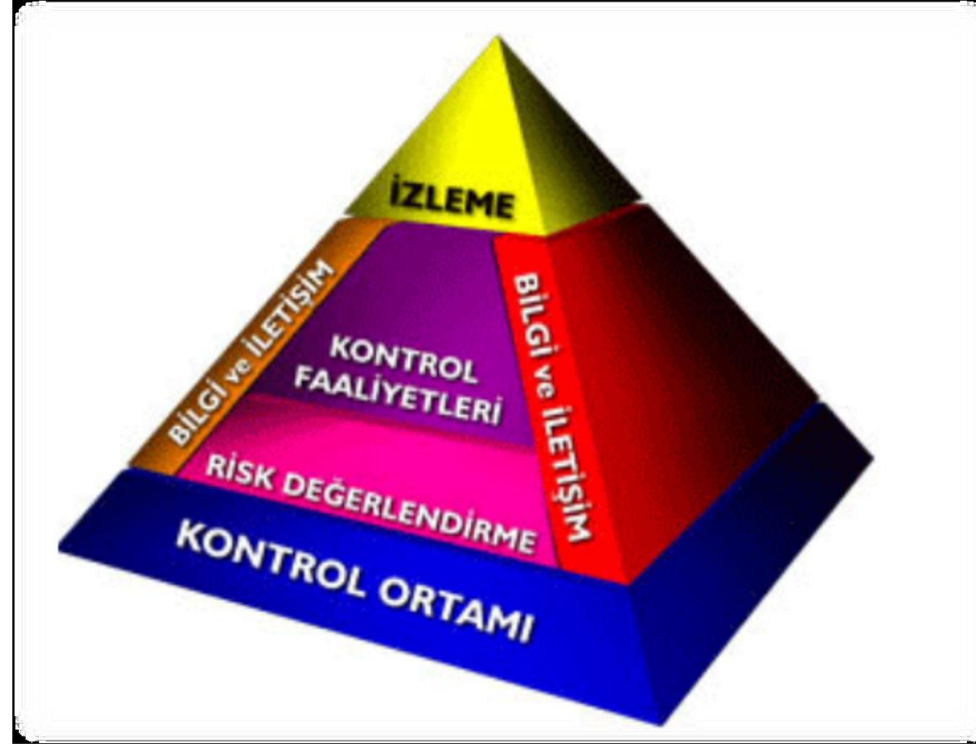 İZLEME
BİLGİ ve İLETİŞİM
KONTROL
FAALİYETLERİ
BİLGİ ve İLETİŞİM
RİSK DEĞERLENDİRME
KONTROL ORTAMI